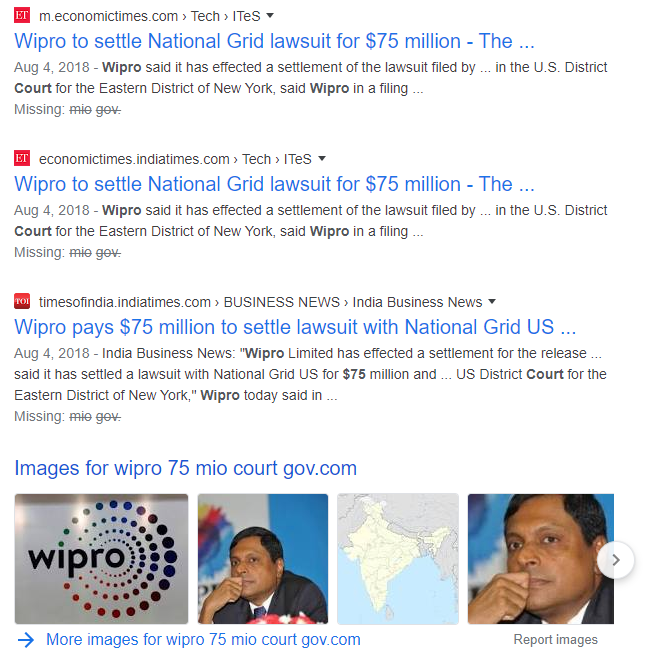 ET m.economictimes.com › Tech › ITeS
Wipro to settle National Grid lawsuit for $75 million - The ...
Aug 4, 2018 - Wipro said it has effected a settlement of the lawsuit filed by ... in the U.S. District
Court for the Eastern District of New York, said Wipro in a filing ...
Missing: mio gov.
ET economictimes.indiatimes.com › Tech › ITeS
Wipro to settle National Grid lawsuit for $75 million - The ...
Aug 4, 2018 - Wipro said it has effected a settlement of the lawsuit filed by ... in the U.S. District
Court for the Eastern District of New York, said Wipro in a filing ...
Missing: mio gov.
TOI timesofindia.indiatimes.com › BUSINESS NEWS › India Business News
Wipro pays $75 million to settle lawsuit with National Grid US ...
Aug 4, 2018 - India Business News: "Wipro Limited has effected a settlement for the release ...
said it has settled a lawsuit with National Grid US for $75 million and ... US District Court for the
Eastern District of New York," Wipro today said in ...
Missing: mio gov.
Images for wipro 75 mio court gov.com
wipro
More images for wipro 75 mio court gov.com
Report images